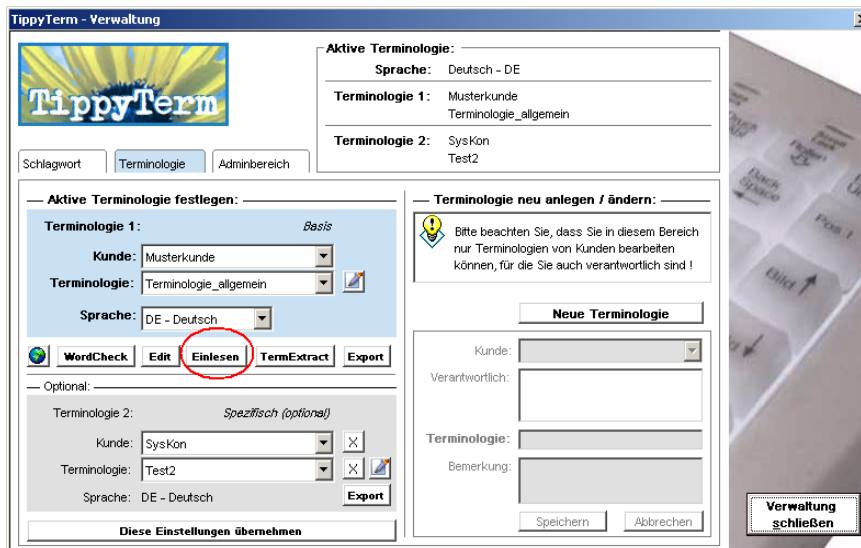 TippyTerm - Verwaltung
TippyTerm
Aktive Terminologie:
Sprache: Deutsch - DE
Terminologie 1: Musterkunde
Terminologie_allgemein
Terminologie 2: SysKon
Test2
Schlagwort Terminologie Adminbereich
Aktive Terminologie festlegen:
Terminologie 1: Basis
Kunde: Musterkunde
Terminologie: Terminologie_allgemein
Sprache: DE - Deutsch
WordCheck Edit Einlesen TermExtract Export
Optional:
Terminologie 2: Spezifisch (optional)
Kunde: SysKon X
Terminologie: Test2 X
Sprache: DE - Deutsch Export
Diese Einstellungen übernehmen
Terminologie neu anlegen / ändern:
Bitte beachten Sie, dass Sie in diesem Bereich
nur Terminologien von Kunden bearbeiten
können, für die Sie auch verantwortlich sind !
Neue Terminologie
Kunde:
Verantwortlich:
Terminologie:
Bemerkung:
Speichern Abbrechen
Back
Space
Pos 1
Bild
Verwaltung
schließen